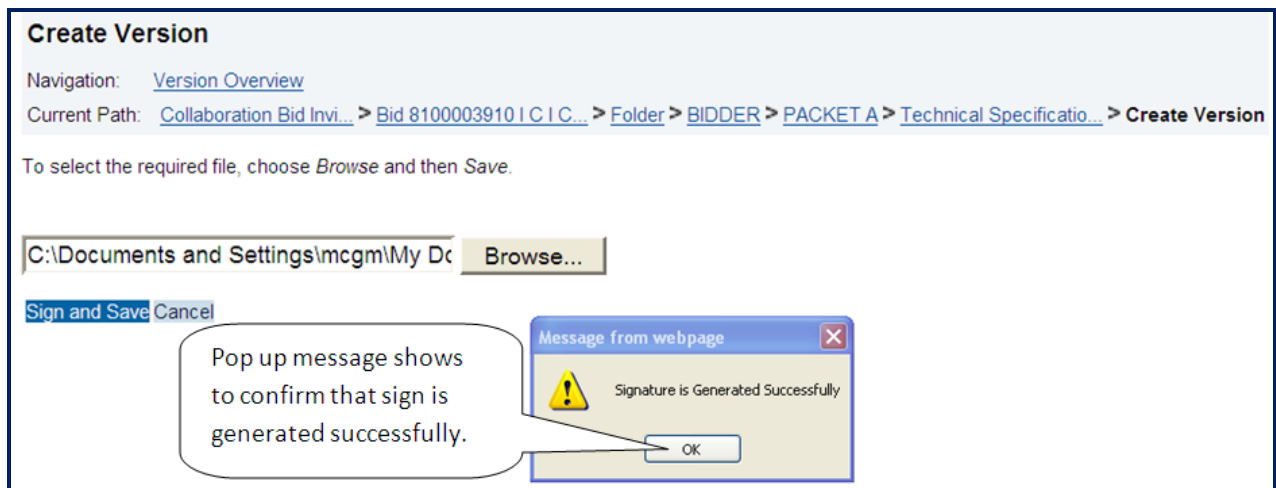 Create Version
Navigation: Version Overview
Current Path: Collaboration Bid Invi... > Bid 8100003910 I C I C... > Folder > BIDDER > PACKET A > Technical Specificatio... > Create Version
To select the required file, choose Browse and then Save.
C:\Documents and Settings\mcgm\My Dc Browse...
Sign and Save Cancel
Message from webpage
Signature is Generated Successfully
OK
Pop up message shows
to confirm that sign is
generated successfully.